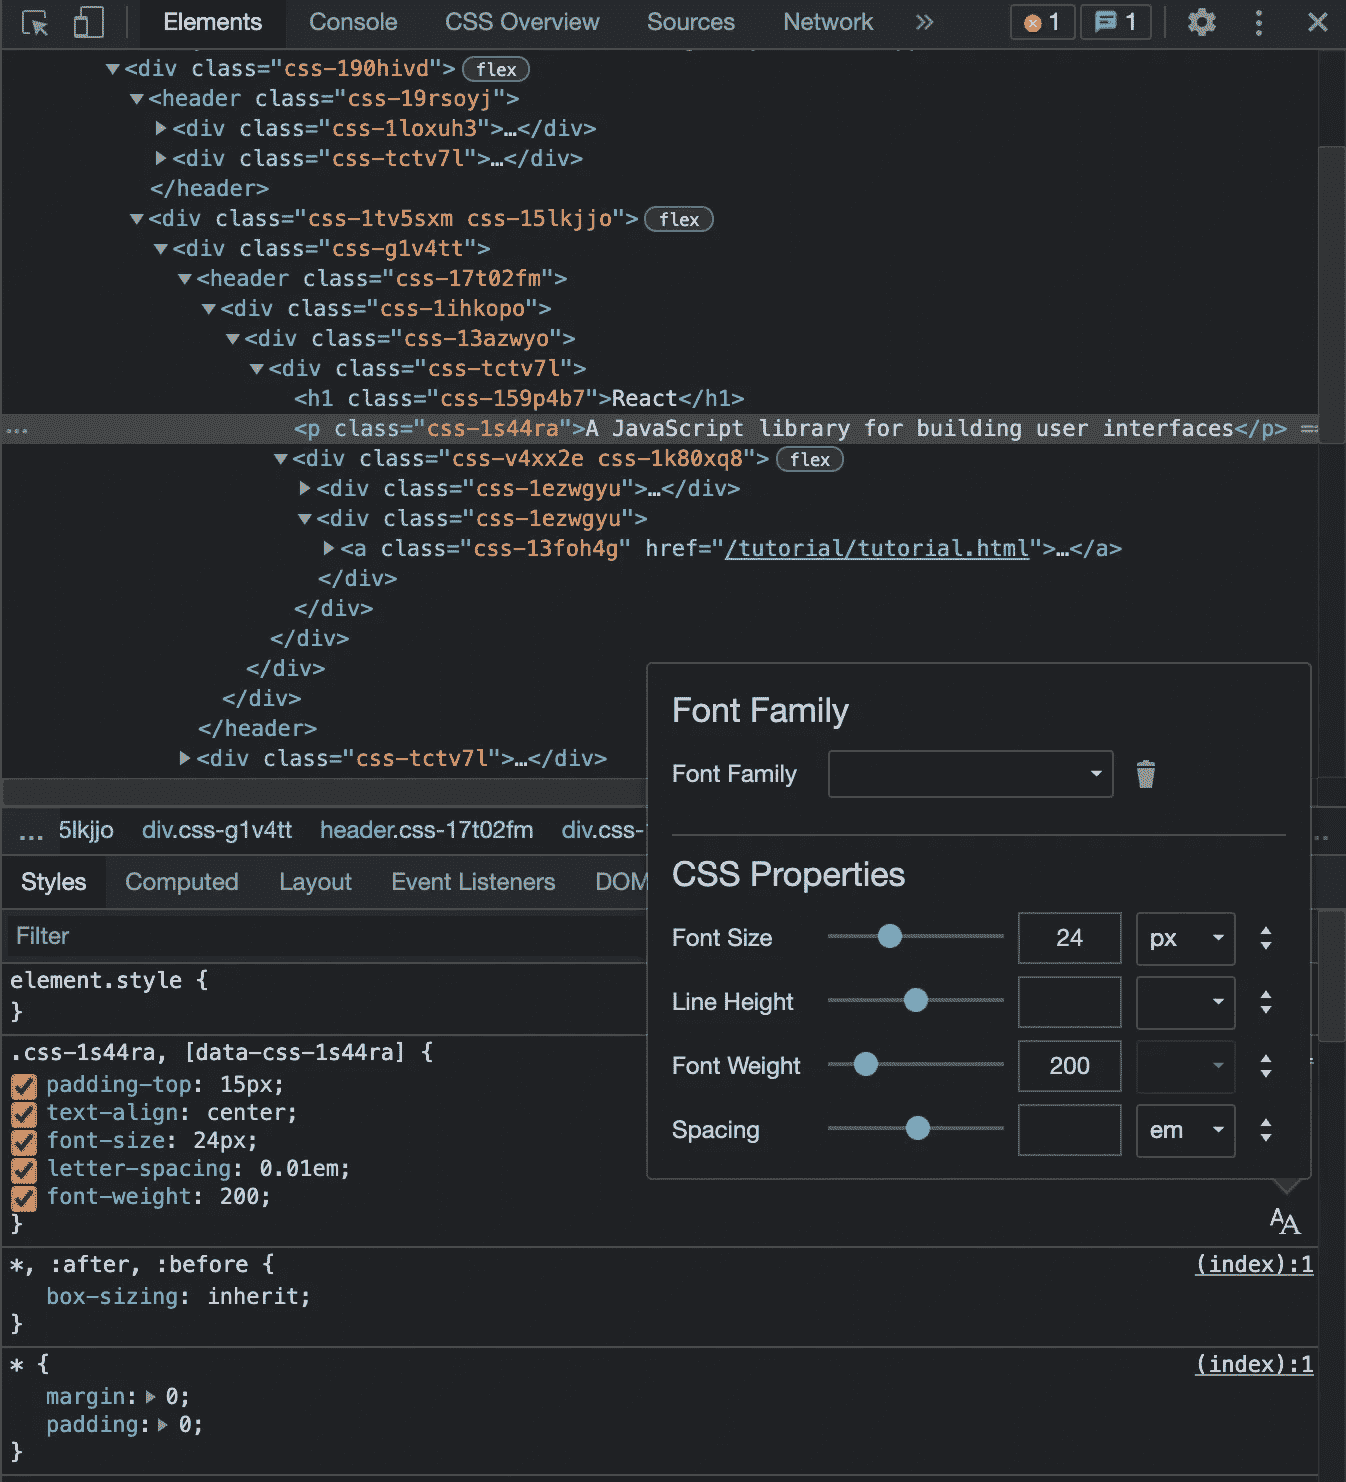 Elements Console CSS Overview Sources Network » 1 1
▼<div class="css-190hivd"> flex
▼<header class="css-19rsoyj">
▶<div class="css-1loxuh3">…</div>
▶<div class="css-tctv7l">…</div>
</header>
▼<div class="css-1tv5sxm css-15lkjjo"> flex
▼<div class="css-g1v4tt">
▼<header class="css-17t02fm">
▼<div class="css-1ihkopo">
▼<div class="css-13azwyo">
▼<div class="css-tctv7l">
<h1 class="css-159p4b7">React</h1>
… <p class="css-1s44ra">A JavaScript library for building user interfaces</p> ==
▼<div class="css-v4xx2e css-1k80xq8"> flex
▶<div class="css-1ezwgyu">…</div>
▼<div class="css-1ezwgyu">
▶<a class="css-13foh4g" href="/tutorial/tutorial.html">…</a>
</div>
</div>
</div>
</div>
</div>
</header>
▶<div class="css-tctv7l">…</div>
… 5lkjjo div.css-g1v4tt header.css-17t02fm div.css-
Styles Computed Layout Event Listeners DOM
Filter
element.style {
}
.css-1s44ra, [data-css-1s44ra] {
padding-top: 15px;
text-align: center;
font-size: 24px;
letter-spacing: 0.01em;
font-weight: 200;
}
*, :after, :before { (index):1
box-sizing: inherit;
}
* { (index):1
margin:▶ 0;
padding:▶ 0;
}
Font Family
Font Family
CSS Properties
Font Size 24 px
Line Height
Font Weight 200
Spacing em
AA